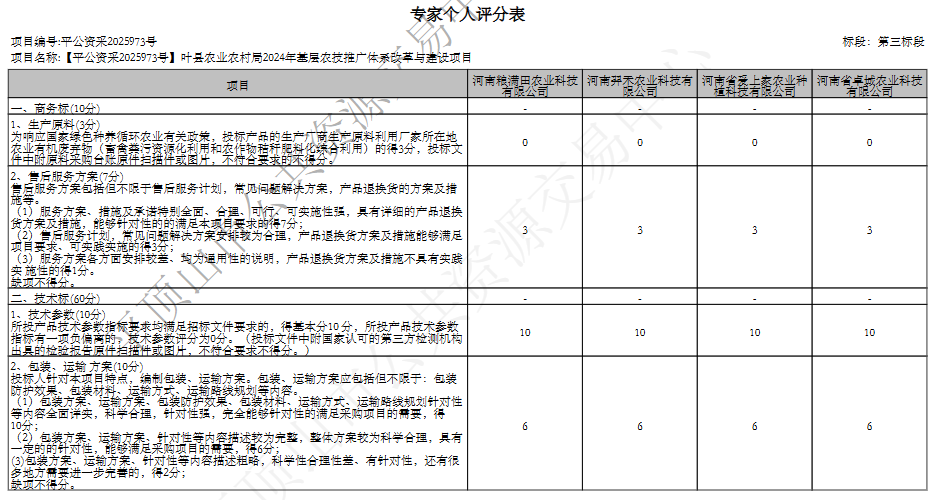 专家个人评分表
项目编号:平公资采2025973号
标段：第三标段
项目名称:【平公资采2025973号】叶县农业农村局2024年基层农技推广体系改革与建设项目
项目
河南粮满田农业科技有限公司
河南羿禾农业科技有限公司
河南省爱上家农业种植科技有限公司
河南省卓城农业科技有限公司
一、商务标(10分)
- - - -
1、生产原料(3分)
为响应国家绿色种养循环农业有关政策，投标产品的生产厂商生产原料利用厂家所在地
农业有机废弃物（畜禽粪污资源化利用和农作物秸秆肥料化综合利用）的得3分，投标文
件中附原料采购台账原件扫描件或图片，不符合要求的不得分。
0 0 0 0
2、售后服务方案(7分)
售后服务方案包括但不限于售后服务计划，常见问题解决方案，产品退换货的方案及措
施等。
（1）服务方案、措施及承诺特别全面、合理、可行、可实施性强，具有详细的产品退换
货方案及措施，能够针对性的的满足本项目要求的得7分；
（2）售后服务计划，常见问题解决方案安排较为合理，产品退换货方案及措施能够满足
项目要求、可实践实施的得3分；
（3）服务方案各方面安排较差、均为通用性的说明，产品退换货方案及措施不具有实践
实 施性的得1分。
缺项不得分。
3 3 3 3
二、技术标(60分)
- - - -
1、技术参数(10分)
所投产品技术参数指标要求均满足招标文件要求的，得基本分10 分，所投产品技术参数
指标有一项负偏离的，技术参数评分为0分。（投标文件中附国家认可的第三方检测机构
出具的检验报告原件扫描件或图片，不符合要求不得分。）
10 10 10 10
2、包装、运输 方案(10分)
投标人针对本项目特点，编制包装、运输方案。包装、运输方案应包括但不限于：包装
防护效果、包装材料、运输方式、运输路线规划等内容。
（1）包装方案、运输方案、包装防护效果、包装材料、运输方式、运输路线规划针对性
等内容全面详实，科学合理，针对性强，完全能够针对性的满足采购项目的需要，得
10分；
（2）包装方案、运输方案、针对性等内容描述较为完整，整体方案较为科学合理，具有
一定的的针对性，能够满足采购项目的需要，得6分；
(3)包装方案、运输方案、针对性等内容描述粗略，科学性合理性差、有针对性，还有很
多地方需要进一步完善的，得2分；
缺项不得分。
6 6 6 6